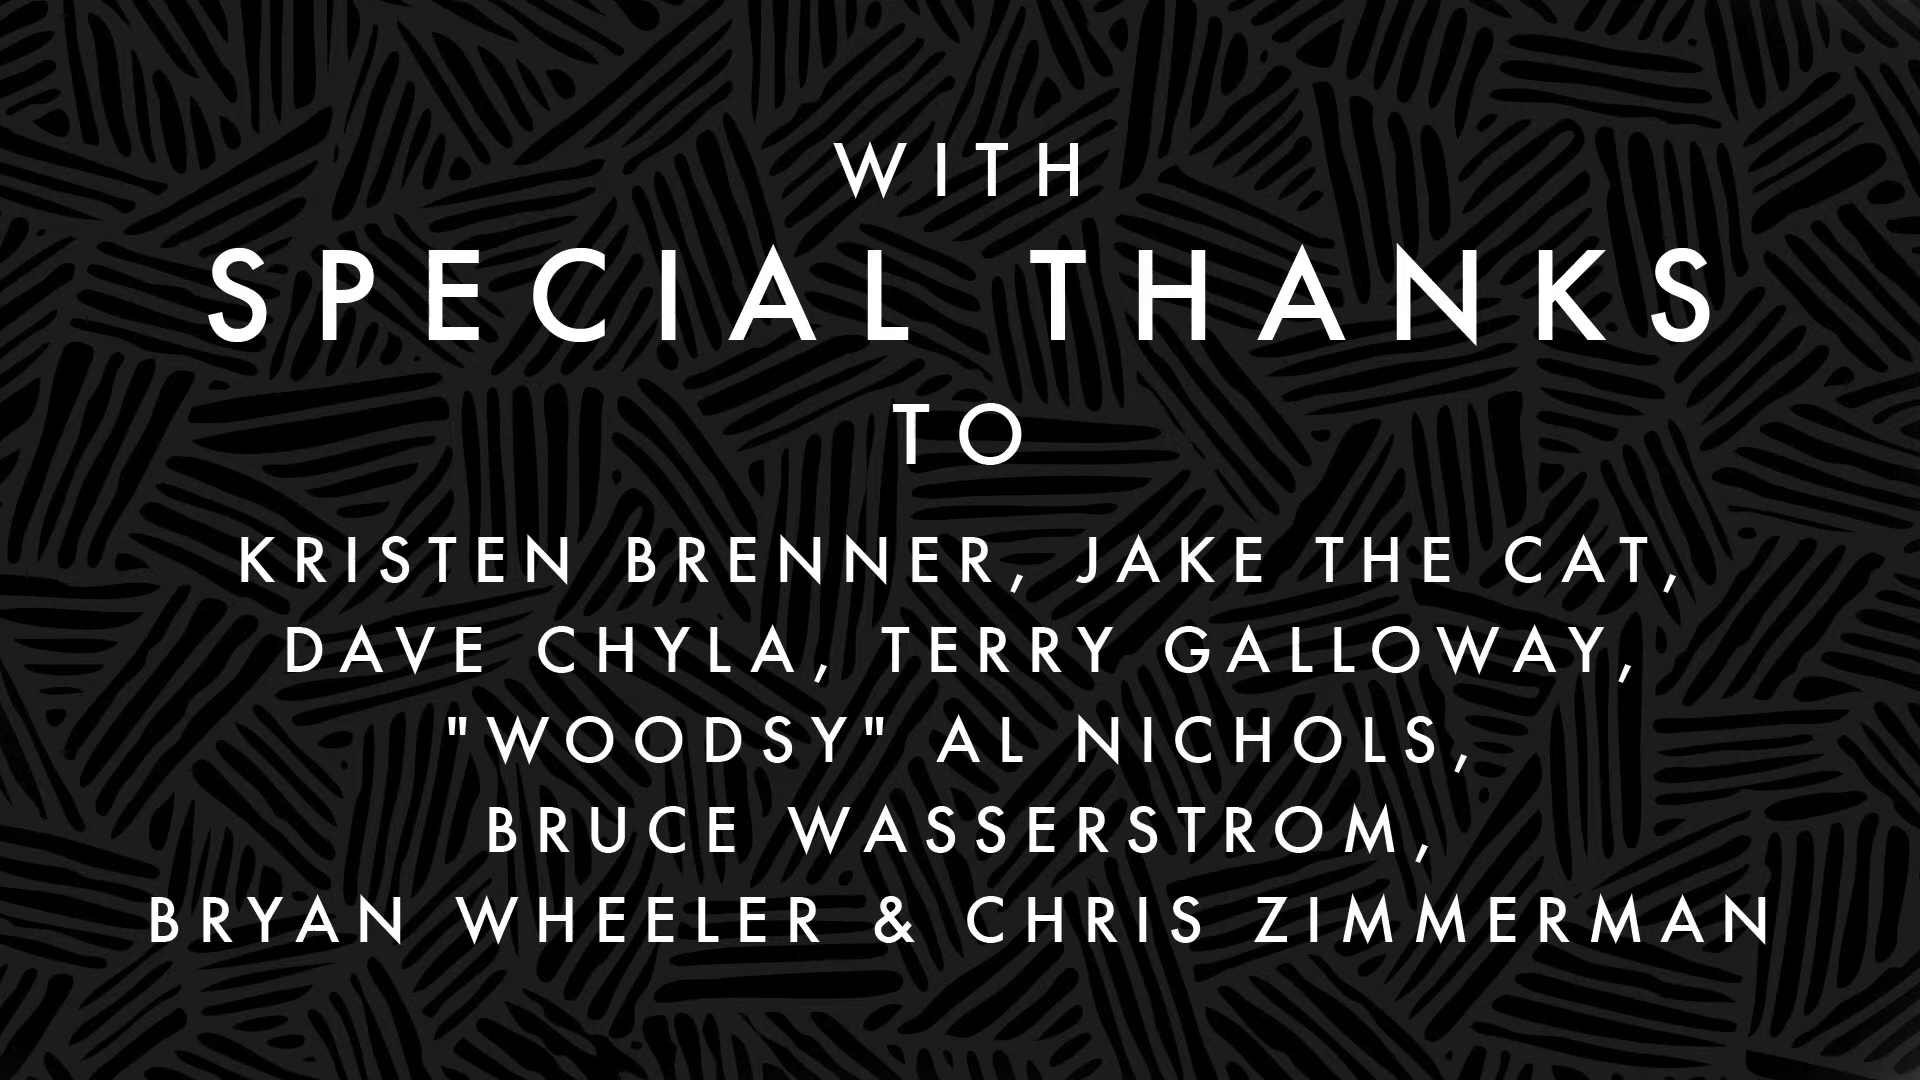 WITH
SPECIAL THANKS
TO
KRISTEN BRENNER, JAKE THE CAT,
DAVE CHYLA, TERRY GALLOWAY,
"WOODSY" AL NICHOLS,
BRUCE WASSERSTROM,
BRYAN WHEELER & CHRIS ZIMMERMAN